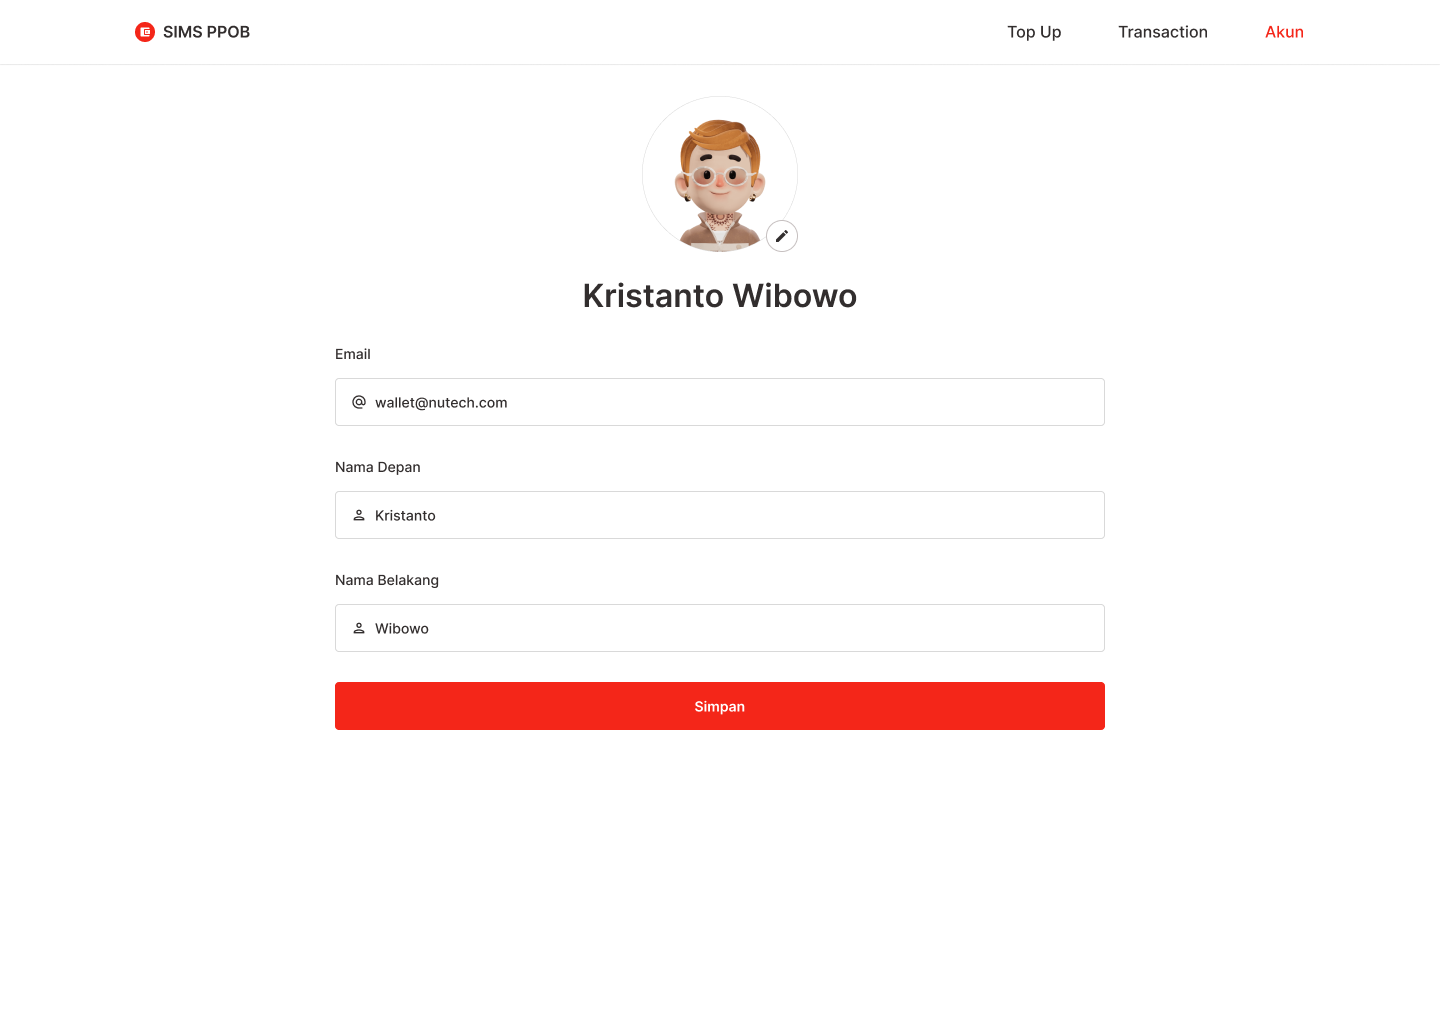 SIMS PPOB
Top Up
Transaction
Akun
Kristanto Wibowo
Email
wallet@nutech.com
Nama Depan
Kristanto
Nama Belakang
Wibowo
Simpan